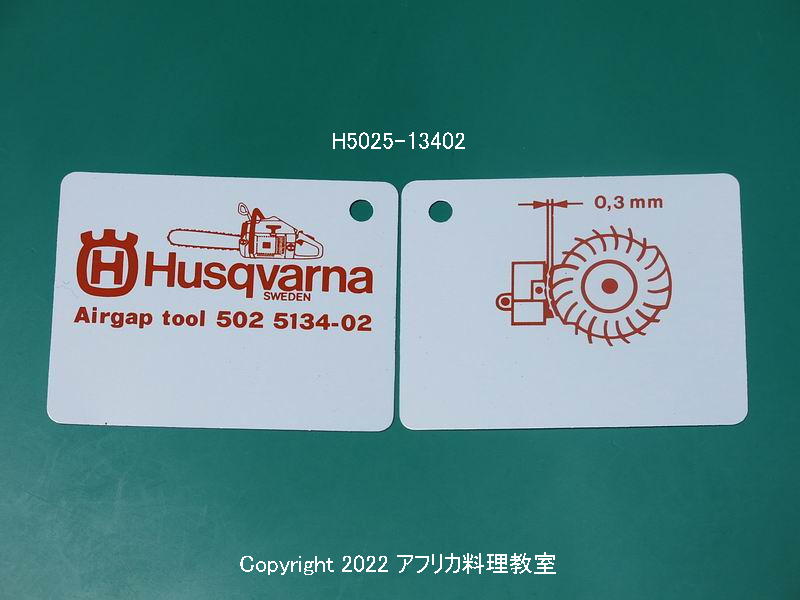 H5025-13402
Husqvarna
SWEDEN
Airgap tool 502 5134-02
0,3 mm
Copyright 2022 アフリカ料理教室